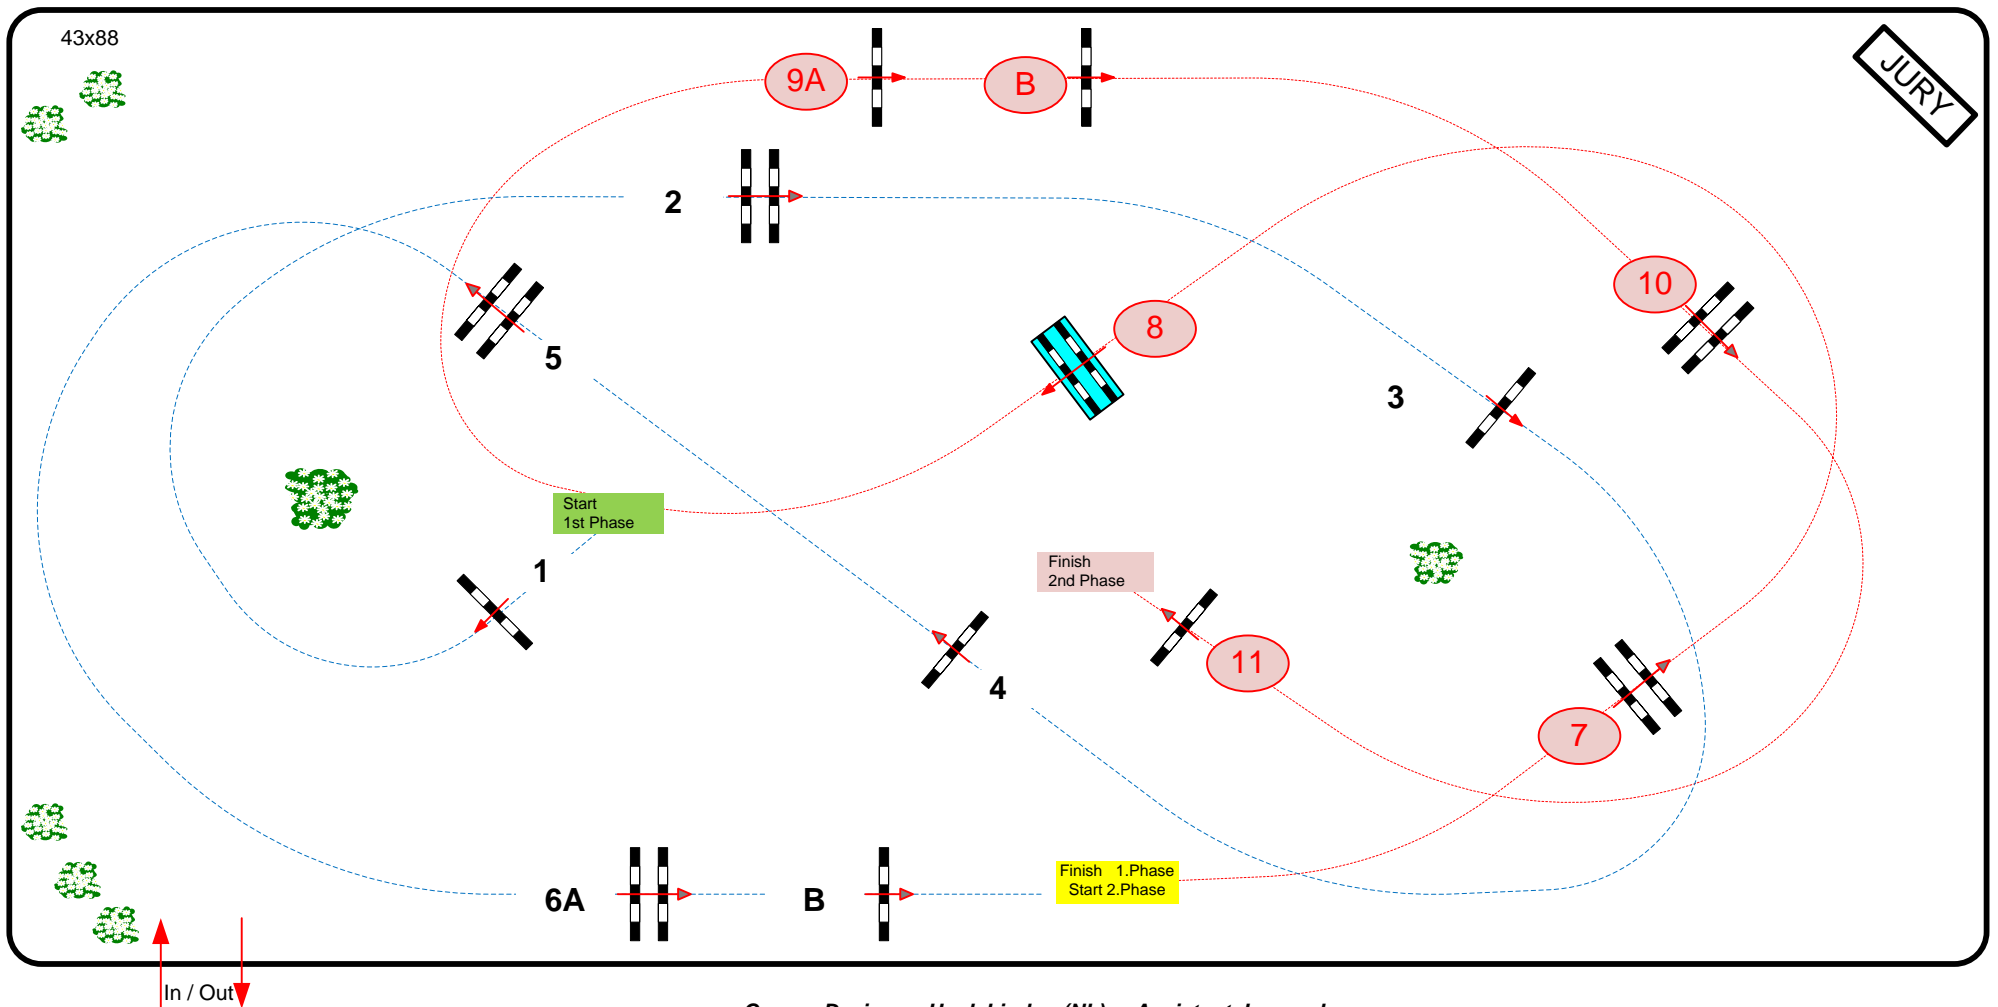 43x88
9A
B
JURY
2
10
8
5
3
Start
1st Phase
1
Finish
2nd Phase
11
4
7
6A
B
Finish 1.Phase
Start 2.Phase
In / Out